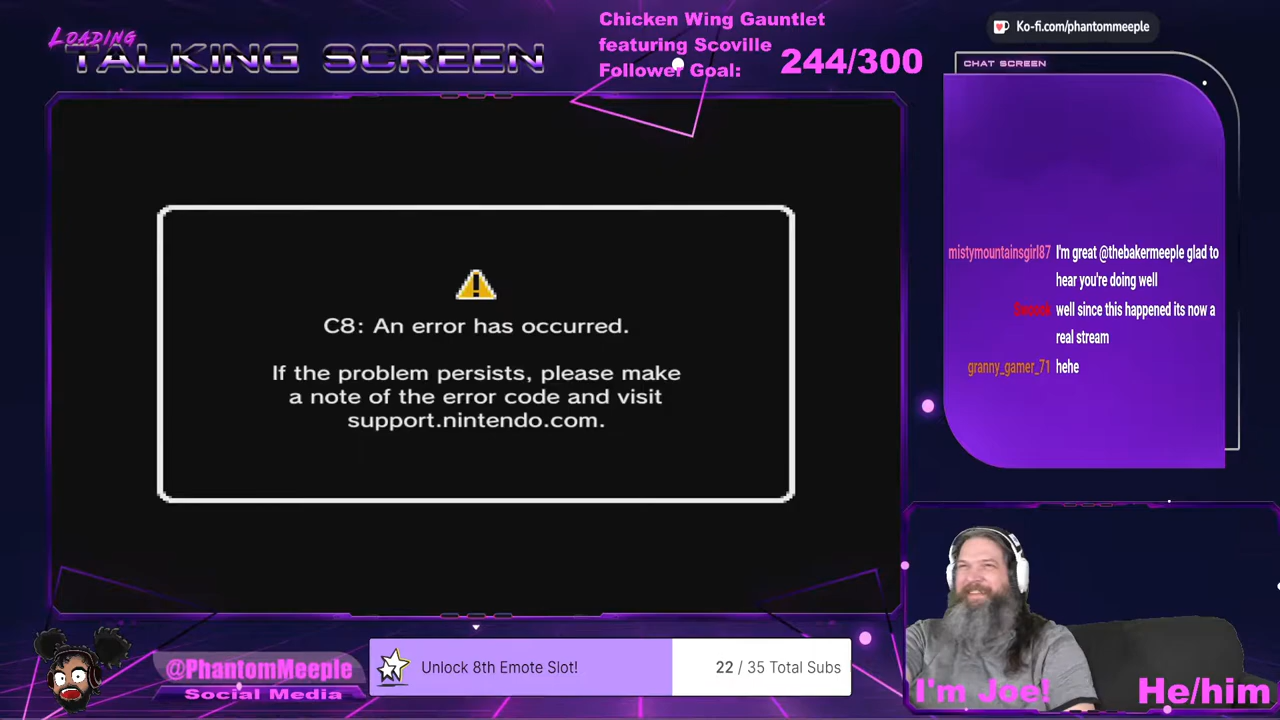 LOADING
TALKING SCREEN
Chicken Wing Gauntlet
featuring Scoville
Follower Goal:
244/300
Ko-fi.com/phantommeeple
CHAT SCREEN
mistymountainsgirl87 I'm great @thebakermeeple glad to
hear you're doing well
well since this happened its now a
real stream
granny_gamer_71 hehe
C8: An error has occurred.
If the problem persists, please make
a note of the error code and visit
support.nintendo.com.
@PhantomMeeple
Social Media
7
Unlock 8th Emote Slot!
22 / 35 Total Subs
I'm Joe!
He/him